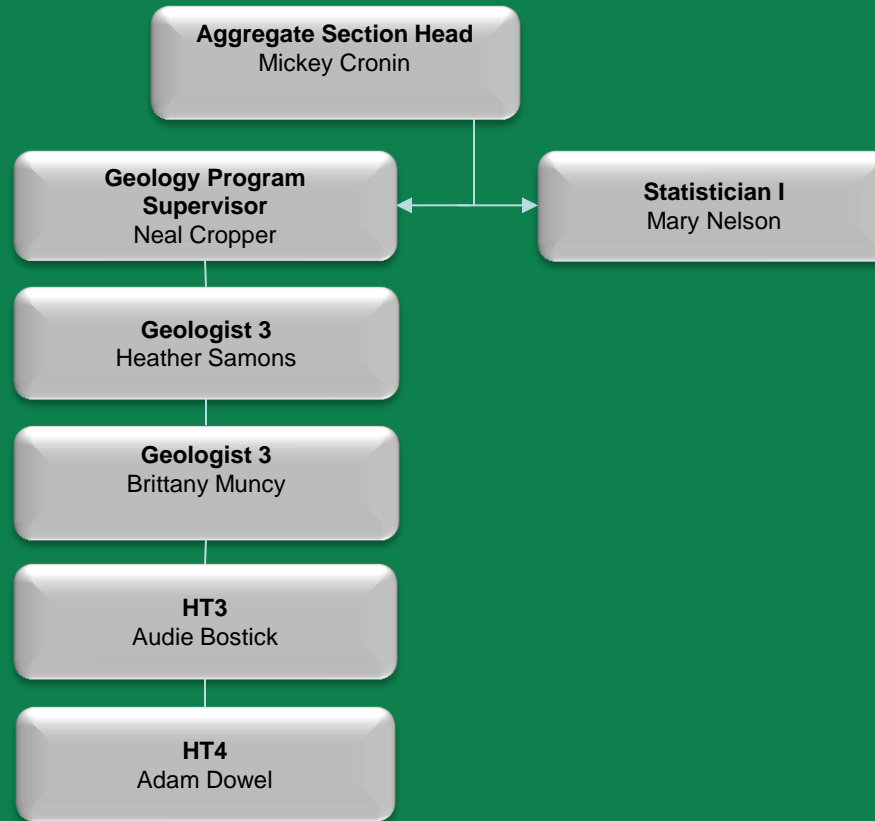 Aggregate Section Head
Mickey Cronin
Geology Program
Supervisor
Neal Cropper
Statistician I
Mary Nelson
Geologist 3
Heather Samons
Geologist 3
Brittany Muncy
HT3
Audie Bostick
HT4
Adam Dowel